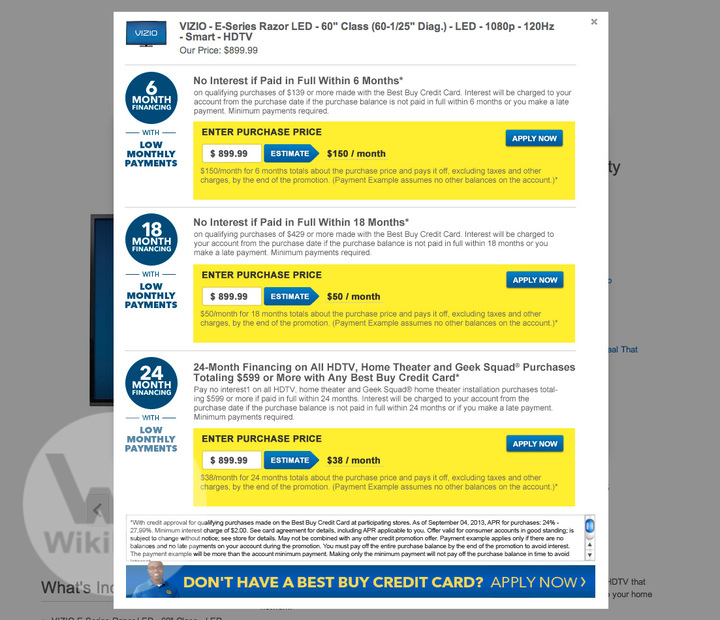 VIZIO - E-Series Razor LED - 60" Class (60-1/25" Diag.) - LED - 1080p - 120Hz
- Smart - HDTV
Our Price: $899.99
VIZIO
6
MONTH
FINANCING
WITH
LOW
MONTHLY
PAYMENTS
No Interest if Paid in Full Within 6 Months*
on qualifying purchases of $139 or more made with the Best Buy Credit Card. Interest will be charged to your
account from the purchase date if the purchase balance is not paid in full within 6 months or you make a late
payment. Minimum payments required.
ENTER PURCHASE PRICE
APPLY NOW
$ 899.99 ESTIMATE $150 / month
$150/month for 6 months totals about the purchase price and pays it off, excluding taxes and other
charges, by the end of the promotion. (Payment Example assumes no other balances on the account.)*
18
MONTH
FINANCING
WITH
LOW
MONTHLY
PAYMENTS
No Interest if Paid in Full Within 18 Months*
on qualifying purchases of $429 or more made with the Best Buy Credit Card. Interest will be charged to
your account from the purchase date if the purchase balance is not paid in full within 18 months or you
make a late payment. Minimum payments required.
ENTER PURCHASE PRICE
APPLY NOW
$ 899.99 ESTIMATE $50 / month
$50/month for 18 months totals about the purchase price and pays it off, excluding taxes and other
charges, by the end of the promotion. (Payment Example assumes no other balances on the account.)*
24
MONTH
FINANCING
WITH
LOW
MONTHLY
PAYMENTS
24-Month Financing on All HDTV, Home Theater and Geek Squad® Purchases
Totaling $599 or More with Any Best Buy Credit Card*
Pay no interest1 on all HDTV, home theater and Geek Squad® home theater installation purchases total-
ing $599 or more if paid in full within 24 months. Interest will be charged to your account from the
purchase date if the purchase balance is not paid in full within 24 months or if you make a late payment.
Minimum payments required.
ENTER PURCHASE PRICE
APPLY NOW
$ 899.99 ESTIMATE $38 / month
$38/month for 24 months totals about the purchase price and pays it off, excluding taxes and other
charges, by the end of the promotion. (Payment Example assumes no other balances on the account.)*
*With credit approval for qualifying purchases made on the Best Buy Credit Card at participating stores. As of September 04, 2013, APR for purchases: 24% -
27.99%. Minimum interest charge of $2.00. See card agreement for details, including APR applicable to you. Offer valid for consumer accounts in good standing; is
subject to change without notice; see store for details. May not be combined with any other credit promotion offer. Payment example applies only if there are no
balances and no late payments on your account during the promotion. You must pay off the entire purchase balance by the end of the promotion to avoid interest.
The payment example will be more than the account minimum payment. Making only the minimum payment will not pay off the purchase balance in time to avoid
DON'T HAVE A BEST BUY CREDIT CARD? APPLY NOW
W
Wiki
ty
eal That
What's Inc
HDTV that
your home